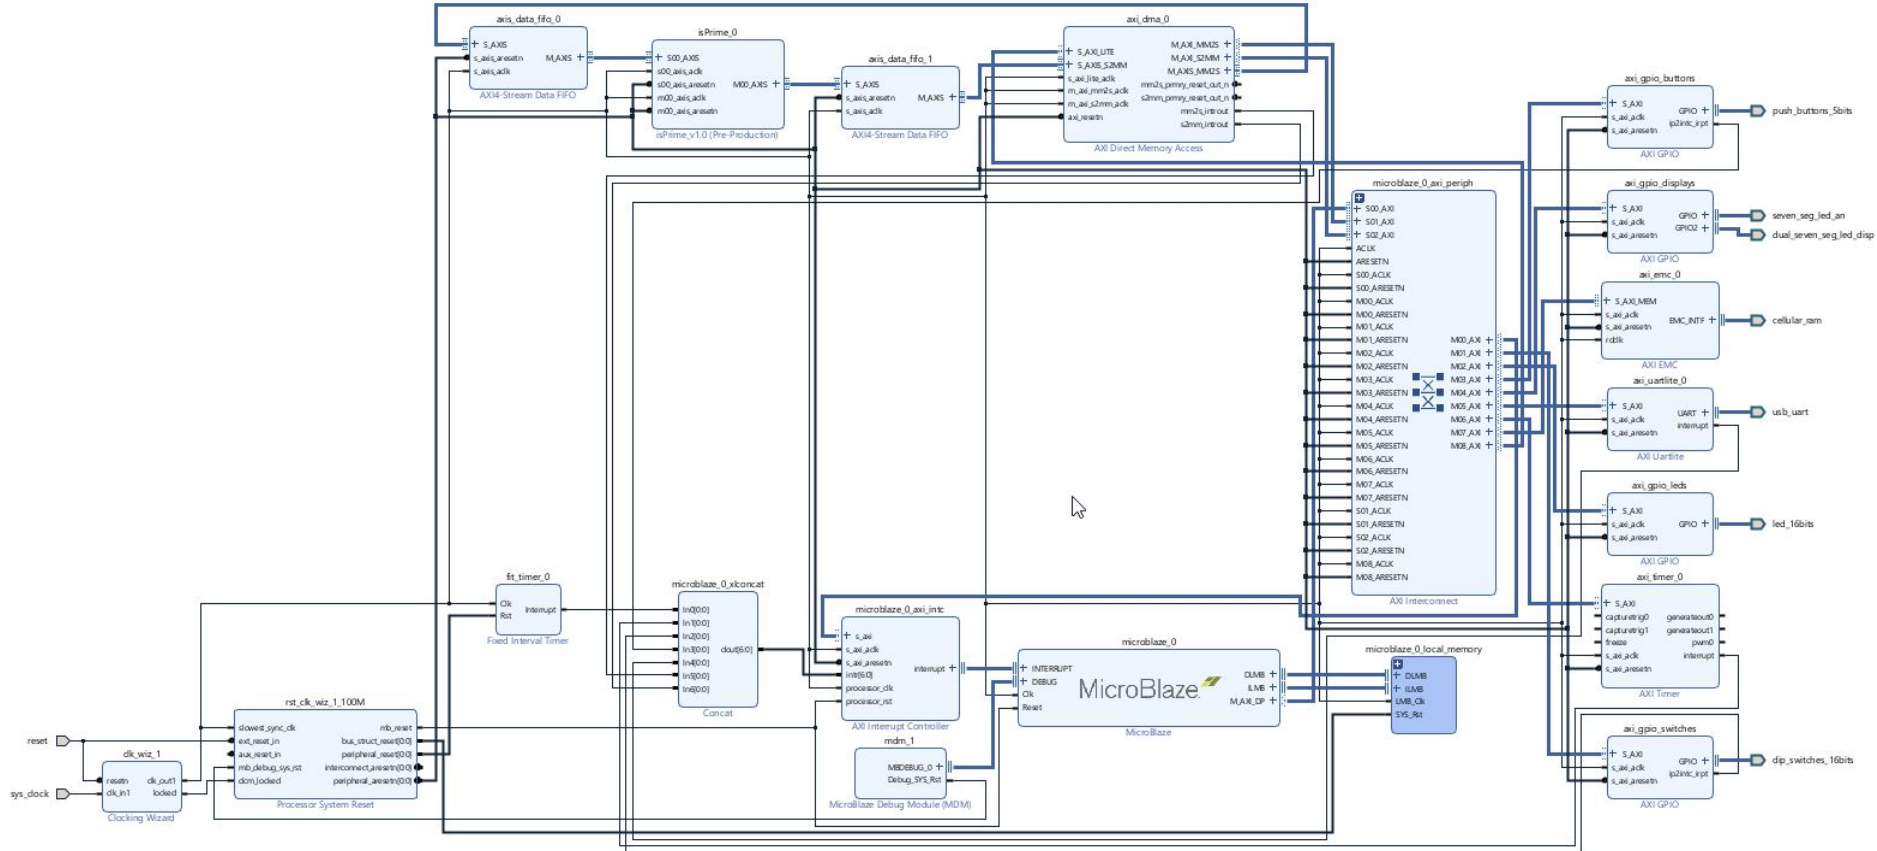 axis_data_fifo_0
S_AXIS
s_axis_aresetn
s_axis_aclk
M_AXIS
AXI4-Stream Data FIFO
isPrime_0
S00_AXIS
s00_axis_aclk
s00_axis_aresetn
m00_axis_aclk
m00_axis_aresetn
M00_AXIS
isPrime_v1.0 (Pre-Production)
axis_data_fifo_1
S_AXIS
s_axis_aresetn
s_axis_aclk
M_AXIS
AXI4-Stream Data FIFO
axi_dma_0
S_AXI_LITE
S_AXIS_S2MM
s_axi_lite_aclk
m_axi_mm2s_aclk
m_axi_s2mm_aclk
axi_resetn
M_AXI_MM2S
M_AXI_S2MM
M_AXIS_MM2S
mm2s_prmry_reset_out_n
s2mm_prmry_reset_out_n
mm2s_introut
s2mm_introut
AXI Direct Memory Access
microblaze_0_axi_periph
S00_AXI
S01_AXI
S02_AXI
ACLK
ARESETN
S00_ACLK
S00_ARESETN
M00_ACLK
M00_ARESETN
M01_ACLK
M01_ARESETN
M02_ACLK
M02_ARESETN
M03_ACLK
M03_ARESETN
M04_ACLK
M04_ARESETN
M05_ACLK
M05_ARESETN
M06_ACLK
M06_ARESETN
M07_ACLK
M07_ARESETN
S01_ACLK
S01_ARESETN
S02_ACLK
S02_ARESETN
M08_ACLK
M08_ARESETN
M00_AXI
M01_AXI
M02_AXI
M03_AXI
M04_AXI
M05_AXI
M06_AXI
M07_AXI
M08_AXI
AXI Interconnect
axi_gpio_buttons
S_AXI
s_axi_aclk
s_axi_aresetn
GPIO
ip2intc_irpt
AXI GPIO
push_buttons_5bits
axi_gpio_displays
S_AXI
s_axi_aclk
s_axi_aresetn
GPIO
GPIO2
AXI GPIO
seven_seg_led_an
dual_seven_seg_led_disp
axi_emc_0
S_AXI_MEM
s_axi_aclk
s_axi_aresetn
rdclk
EMC_INTF
AXI EMC
cellular_ram
axi_uartlite_0
S_AXI
s_axi_aclk
s_axi_aresetn
UART
interrupt
AXI Uartlite
usb_uart
axi_gpio_leds
S_AXI
s_axi_aclk
s_axi_aresetn
GPIO
AXI GPIO
led_16bits
axi_timer_0
S_AXI
capturetrig0
capturetrig1
freeze
s_axi_aclk
s_axi_aresetn
generateout0
generateout1
pwm0
interrupt
AXI Timer
axi_gpio_switches
S_AXI
s_axi_aclk
s_axi_aresetn
GPIO
ip2intc_irpt
AXI GPIO
dip_switches_16bits
fit_timer_0
Clk
Rst
Interrupt
Fixed Interval Timer
microblaze_0_xlconcat
In0[0:0]
In1[0:0]
In2[0:0]
In3[0:0]
In4[0:0]
In5[0:0]
In6[0:0]
dout[6:0]
Concat
microblaze_0_axi_intc
s_axi
s_axi_aclk
s_axi_aresetn
intr[6:0]
processor_clk
processor_rst
interrupt
AXI Interrupt Controller
microblaze_0
INTERRUPT
DEBUG
Clk
Reset
MicroBlaze
DLMB
ILMB
M_AXI_DP
MicroBlaze
microblaze_0_local_memory
DLMB
ILMB
LMB_Clk
SYS_Rst
mdm_1
MBDEBUG_0
Debug_SYS_Rst
MicroBlaze Debug Module (MDM)
rst_clk_wiz_1_100M
slowest_sync_clk
ext_reset_in
aux_reset_in
mb_debug_sys_rst
dcm_locked
mb_reset
bus_struct_reset[0:0]
peripheral_reset[0:0]
interconnect_aresetn[0:0]
peripheral_aresetn[0:0]
Processor System Reset
reset
sys_clock
clk_wiz_1
resetn
clk_in1
clk_out1
locked
Clocking Wizard